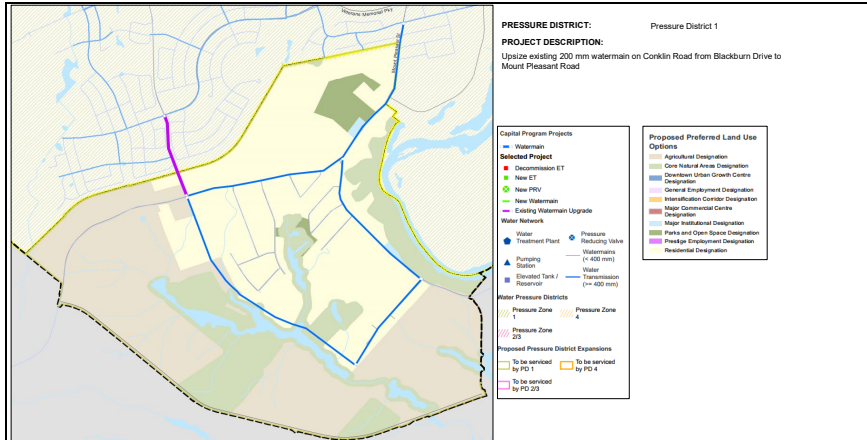 Veterans Memorial Pky
Mount Pleasant St
PRESSURE DISTRICT:
Pressure District 1
PROJECT DESCRIPTION:
Upsize existing 200 mm watermain on Conklin Road from Blackburn Drive to
Mount Pleasant Road
Capital Program Projects
Watermain
Selected Project
Decommission ET
New ET
New PRV
New Watermain
Existing Watermain Upgrade
Water Network
Water
Treatment Plant
Pressure
Reducing Valve
Pumping
Station
Watermains
(< 400 mm)
Elevated Tank /
Reservoir
Water
Transmission
(>= 400 mm)
Water Pressure Districts
Pressure Zone
1
Pressure Zone
4
Pressure Zone
2/3
Proposed Pressure District Expansions
To be serviced
by PD 1
To be serviced
by PD 4
To be serviced
by PD 2/3
Proposed Preferred Land Use
Options
Agricultural Designation
Core Natural Areas Designation
Downtown Urban Growth Centre
Designation
General Employment Designation
Intensification Corridor Designation
Major Commercial Centre
Designation
Major Institutional Designation
Parks and Open Space Designation
Prestige Employment Designation
Residential Designation